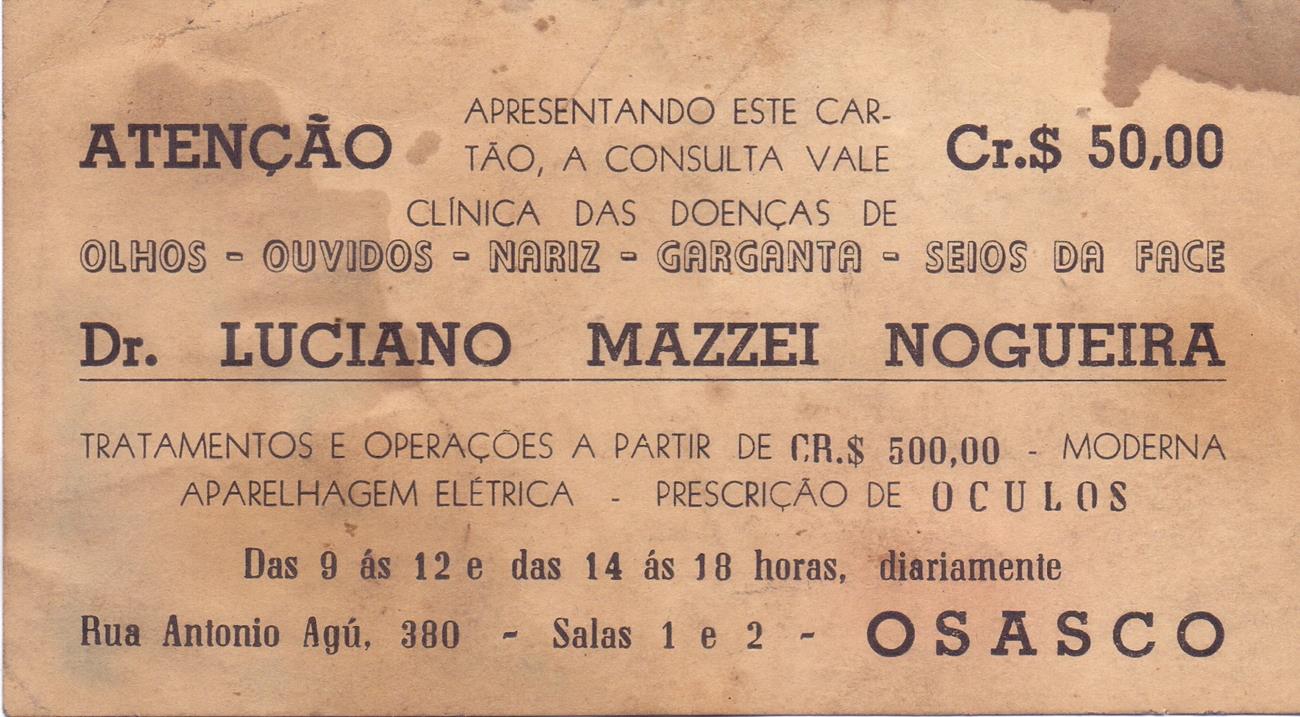 ATENÇÃO APRESENTANDO ESTE CAR-
TÃO, A CONSULTA VALE Cr.$ 50,00
CLÍNICA DAS DOENÇAS DE
OLHOS - OUVIDOS - NARIZ - GARGANTA - SEIOS DA FACE
Dr. LUCIANO MAZZEI NOGUEIRA
TRATAMENTOS E OPERAÇÕES A PARTIR DE CR.$ 500,00 - MODERNA
APARELHAGEM ELÉTRICA - PRESCRIÇÃO DE OCULOS
Das 9 ás 12 e das 14 ás 18 horas, diariamente
Rua Antonio Agú, 380 - Salas 1 e 2 - OSASCO